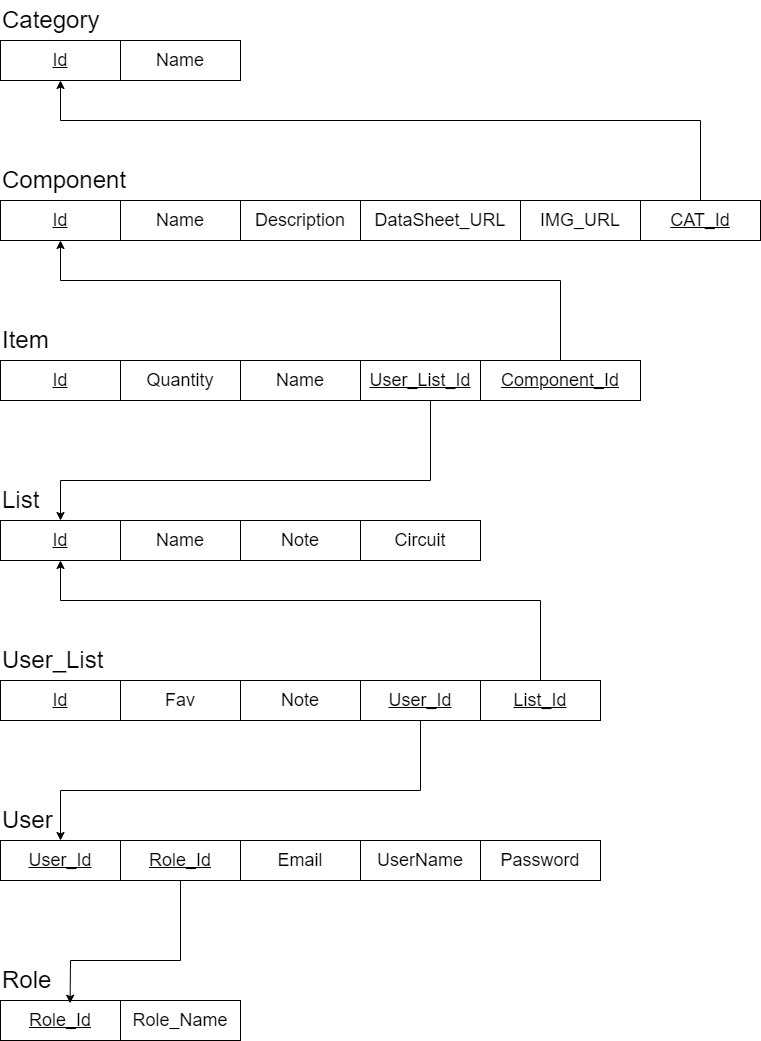 Category
Id Name
Component
Id Name Description DataSheet_URL IMG_URL CAT_Id
Item
Id Quantity Name User_List_Id Component_Id
List
Id Name Note Circuit
User_List
Id Fav Note User_Id List_Id
User
User_Id Role_Id Email UserName Password
Role
Role_Id Role_Name